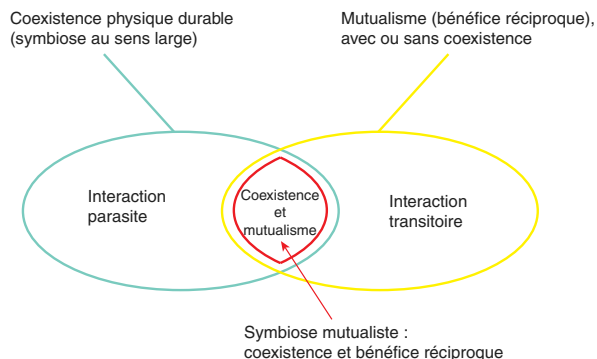 Coexistence physique durable
(symbiose au sens large)
Mutualisme (bénéfice réciproque),
avec ou sans coexistence
Interaction
parasite
Coexistence
et
mutualisme
Interaction
transitoire
Symbiose mutualiste :
coexistence et bénéfice réciproque